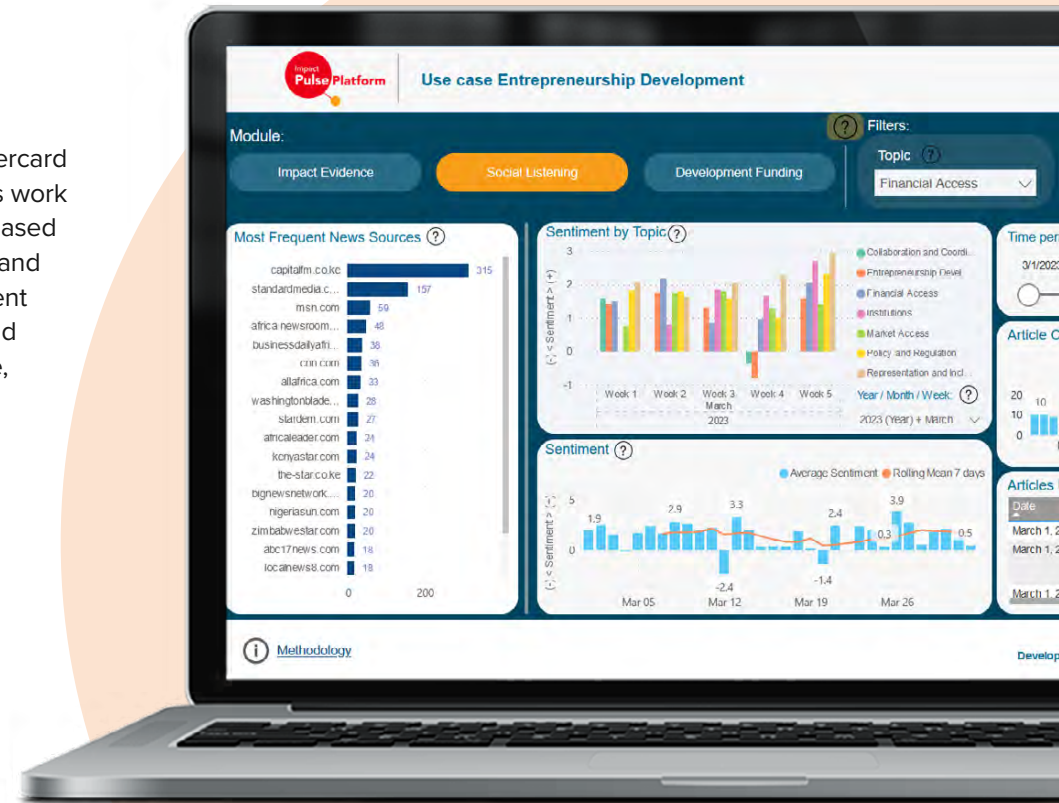 ercard
s work
ased
and
ent
d
e,
Impact
Pulse Platform
Use case Entrepreneurship Development
Module:
Impact Evidence
Social Listening
Development Funding
?
Filters:
Topic ?
Financial Access
Most Frequent News Sources ?
capitalfm.co.ke 315
standardmedia.c... 157
msn.com 59
africa newsroom... 48
businessdailyafri... 38
cnn.com 36
allafrica.com 33
washingtonblade... 28
stardem.com 27
africaleader.com 24
kenyastar.com 24
the-star.co.ke 22
bignewsnetwork.... 20
nigeriasun.com 20
zimbabwestar.com 20
abc17news.com 18
localnews8.com 18
0 200
Sentiment by Topic ?
(-) < Sentiment > (+)
3
2
1
0
-1
Week 1 Week 2 Week 3 Week 4 Week 5
March
2023
Collaboration and Coordi...
Entrepreneurship Devel...
Financial Access
Institutions
Market Access
Policy and Regulation
Representation and Incl...
Year / Month / Week: ?
2023 (Year) + March
Sentiment ?
Average Sentiment Rolling Mean 7 days
(-) < Sentiment > (-)
5
0
1.9
2.9
-2.4
3.3
-1.4
2.4
0.3
3.9
0.5
Mar 05 Mar 12 Mar 19 Mar 26
Time per
3/1/2023
Article C
20
10
0
10
Articles
Date
March 1, 2
March 1, 2
March 1, 2
i Methodology
Develop